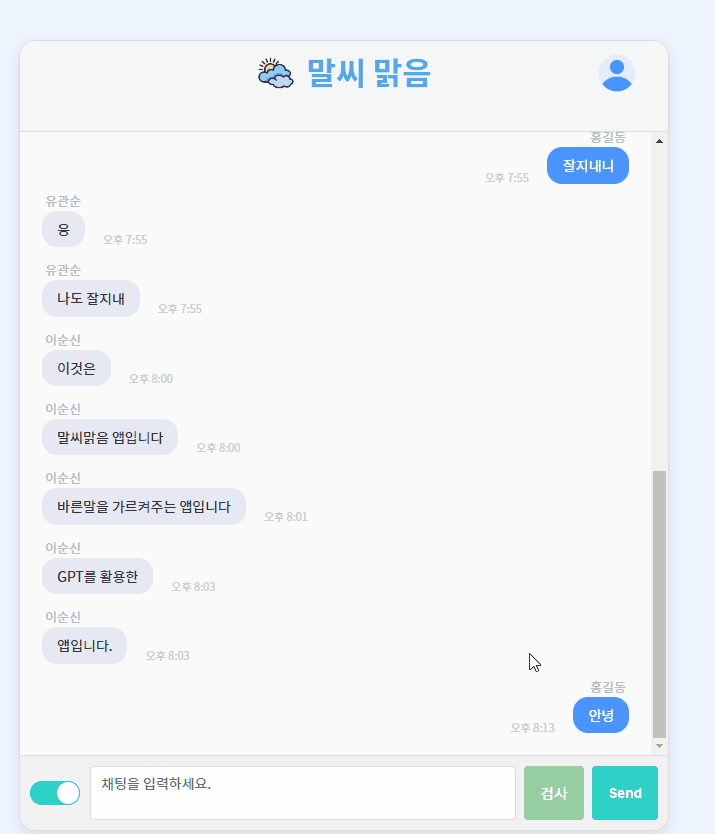 말씨 맑음
홍길동
잘지내니
오후 7:55
유관순
응
오후 7:55
유관순
나도 잘지내
오후 7:55
이순신
이것은
오후 8:00
이순신
말씨맑음 앱입니다
오후 8:00
이순신
바른말을 가르켜주는 앱입니다
오후 8:01
이순신
GPT를 활용한
오후 8:03
이순신
앱입니다.
오후 8:03
홍길동
안녕
오후 8:13
채팅을 입력하세요.
검사
Send